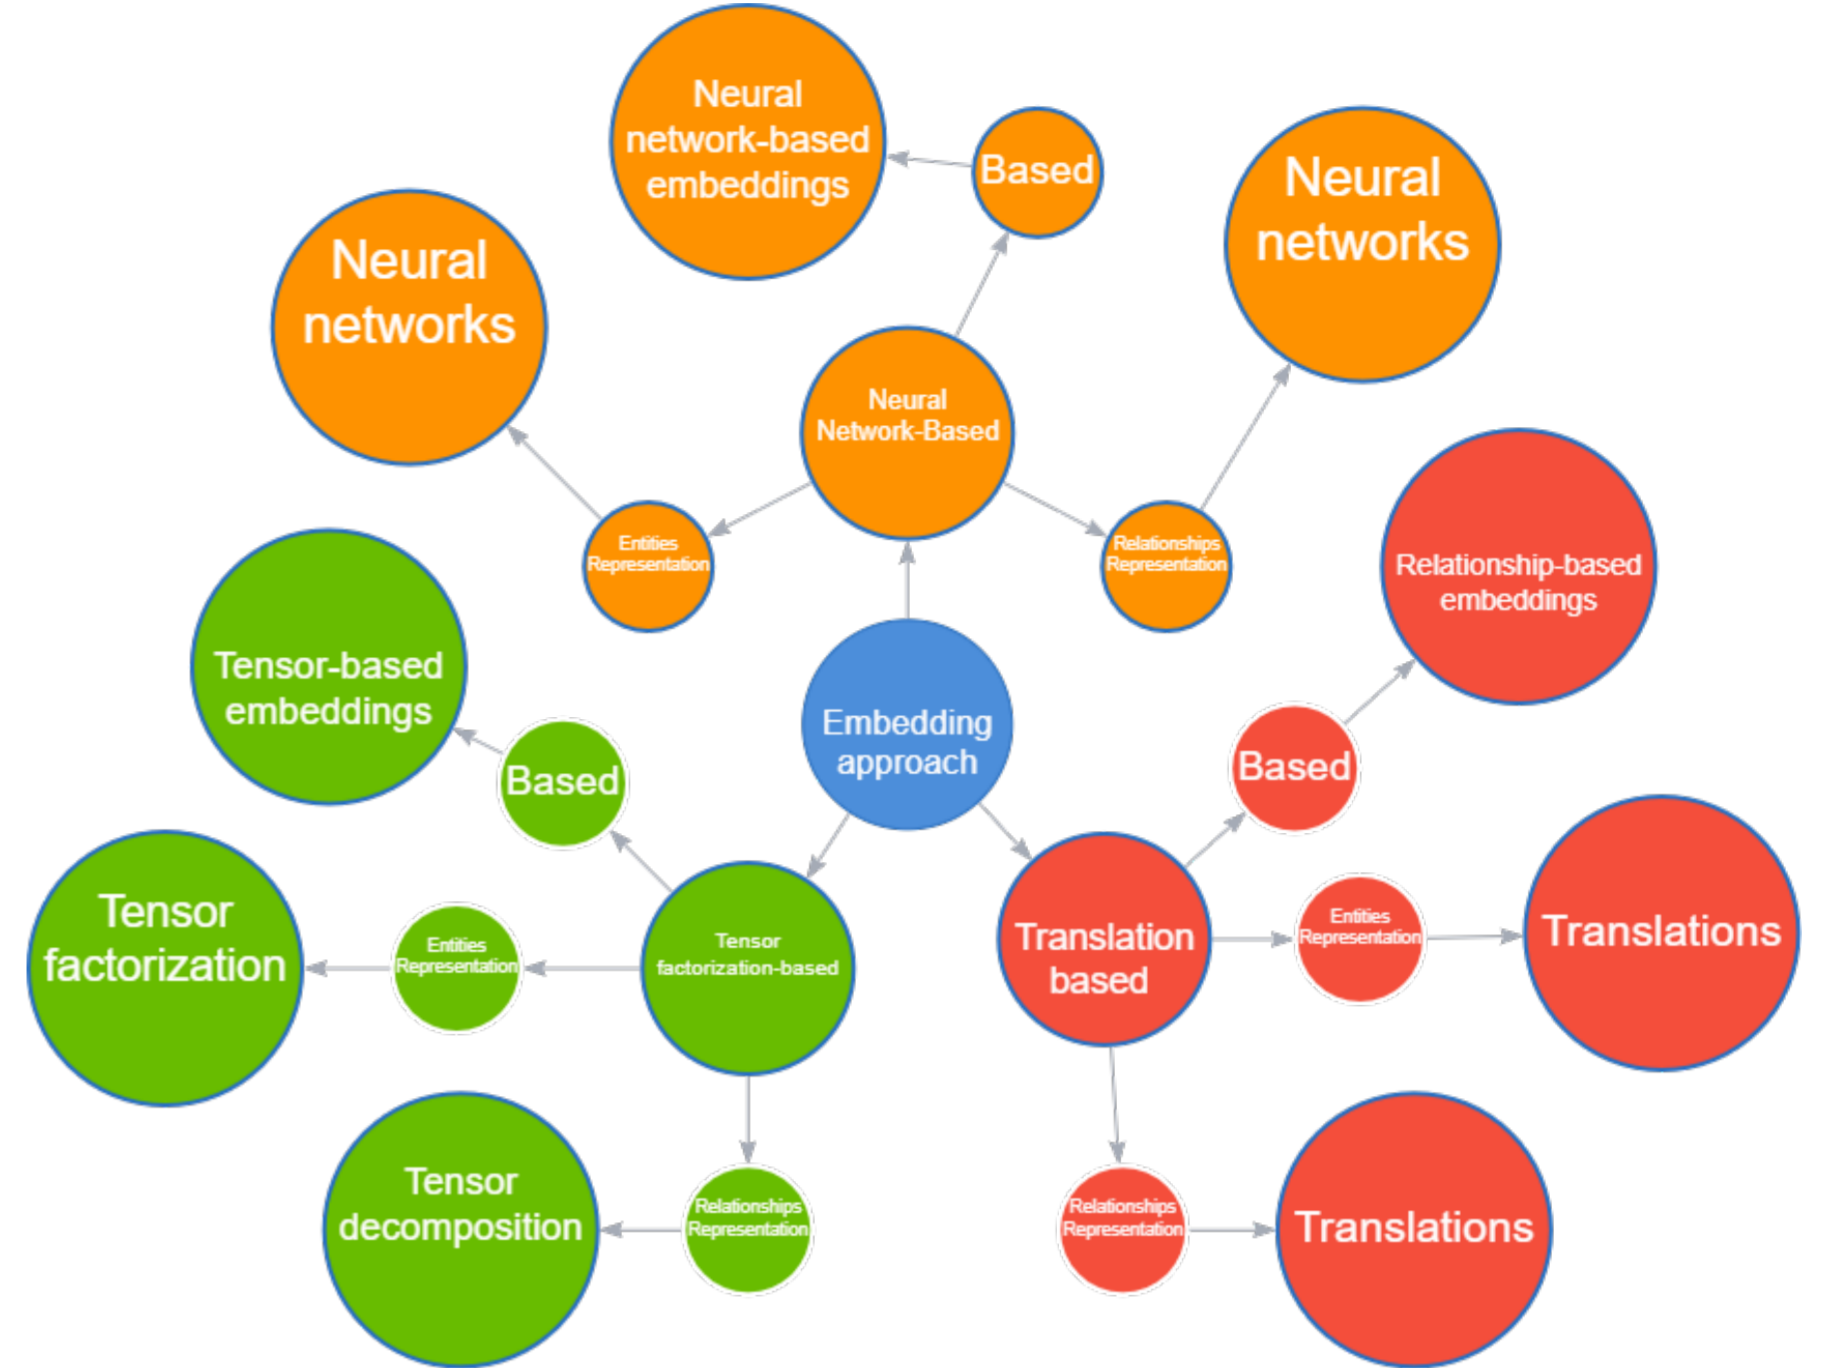 Neural
network-based
embeddings
Based
Neural
networks
Neural
networks
Neural
Network-Based
Entities
Representation
Relationships
Representation
Relationship-based
embeddings
Tensor-based
embeddings
Embedding
approach
Based
Based
Tensor
factorization
Entities
Representation
Tensor
factorization-based
Translation
based
Entities
Representation
Translations
Tensor
decomposition
Relationships
Representation
Relationships
Representation
Translations